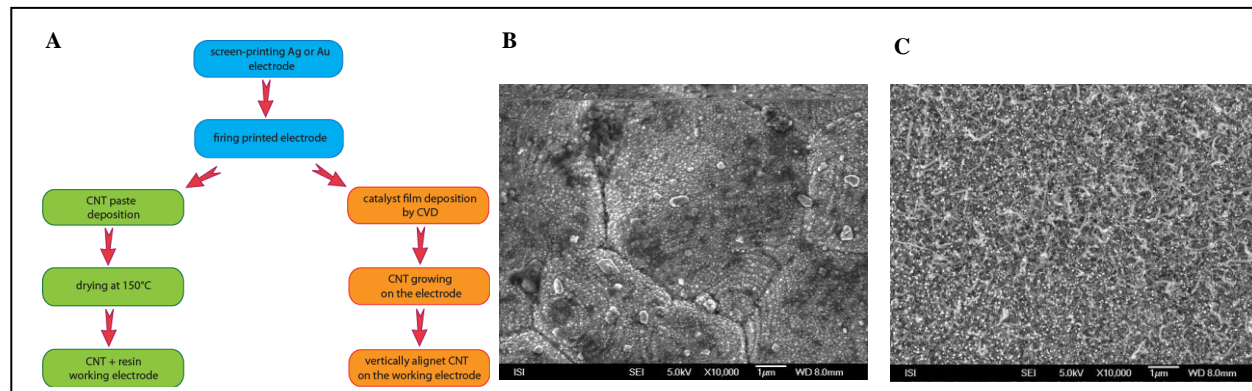 A
screen-printing Ag or Au
electrode
firing printed electrode
CNT paste
deposition
drying at 150°C
CNT + resin
working electrode
catalyst film deposition
by CVD
CNT growing
on the electrode
vertically alignet CNT
on the working electrode
B
ISI SEI 5.0kV X10,000 1μm WD 8.0mm
C
ISI SEI 5.0kV X10,000 1μm WD 8.0mm